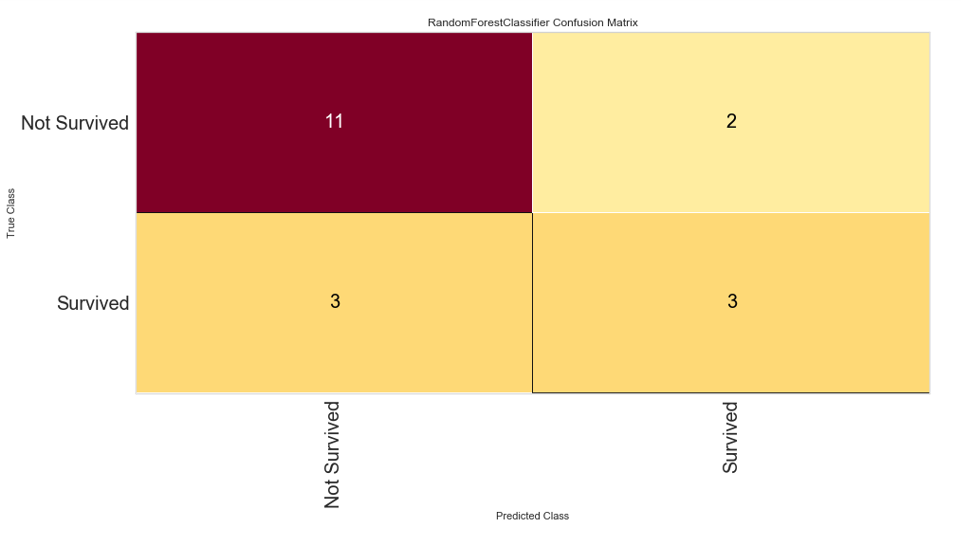 RandomForestClassifier Confusion Matrix
True Class
Not Survived
11
2
Survived
3
3
Not Survived
Survived
Predicted Class